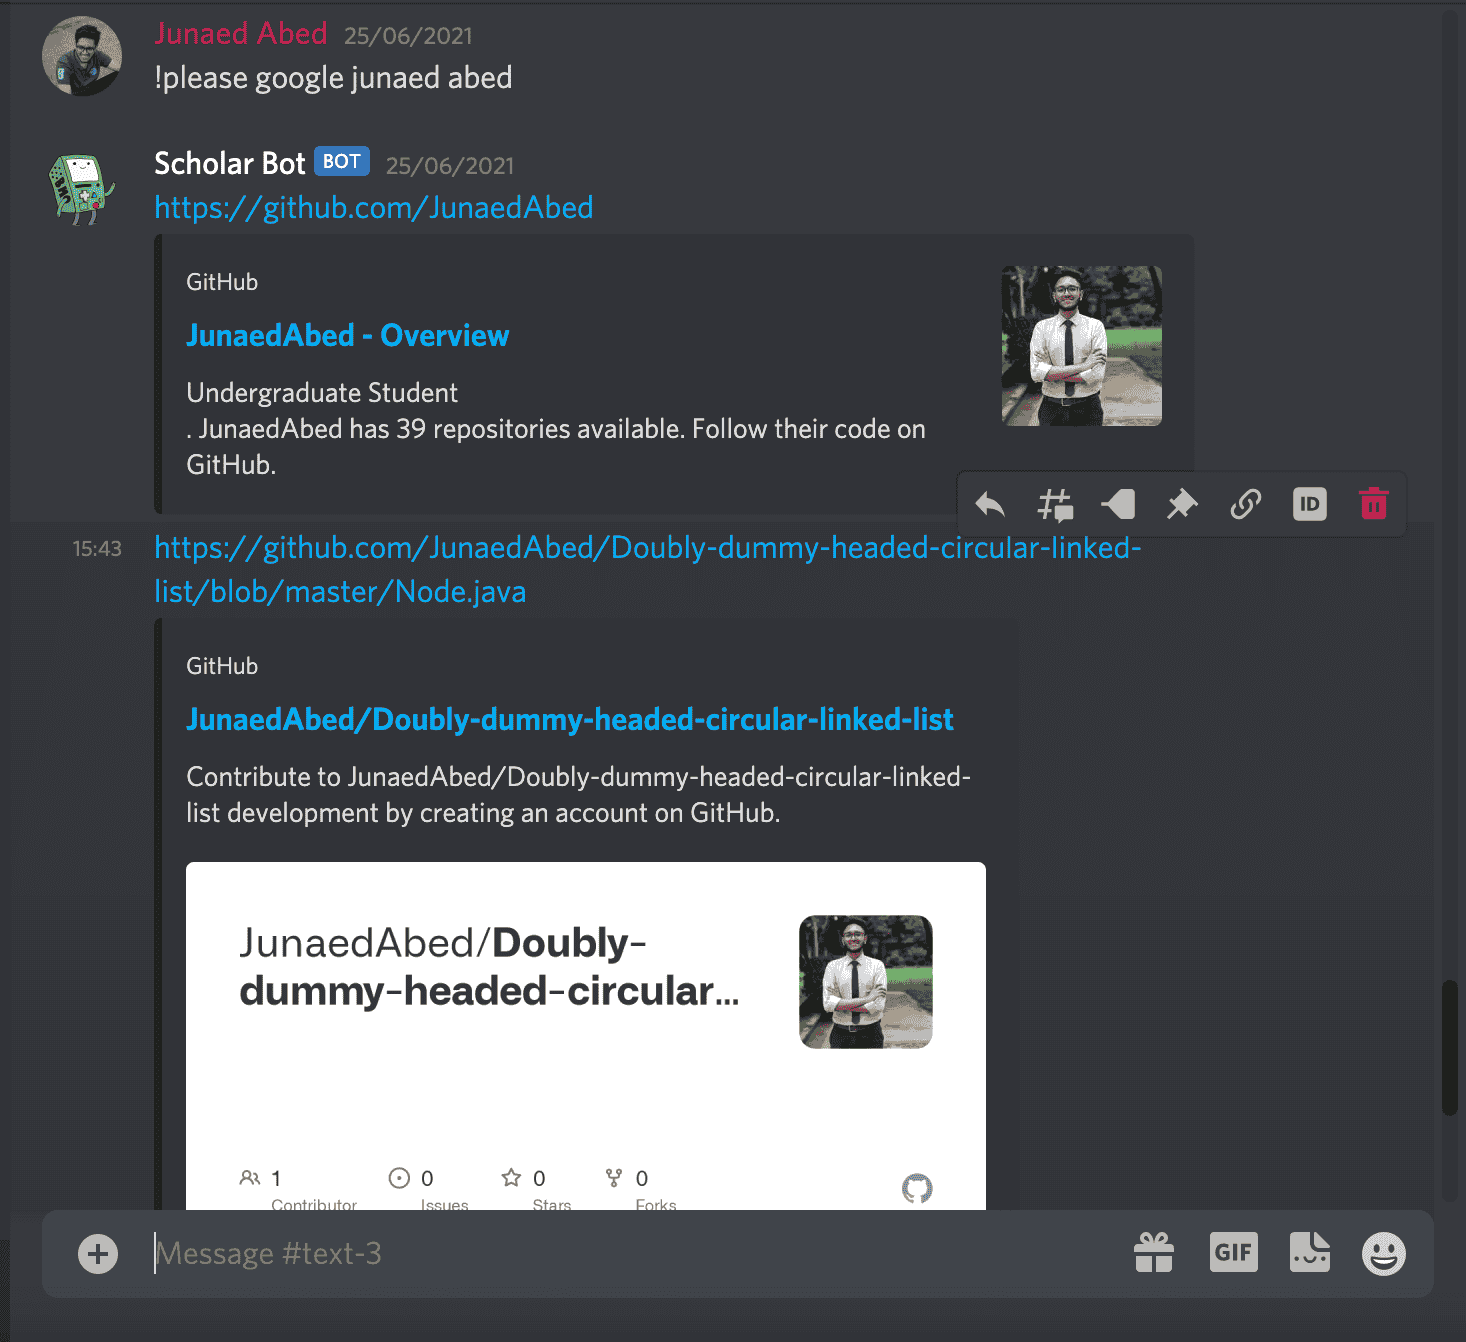 Junaed Abed 25/06/2021
!please google junaed abed
Scholar Bot BOT 25/06/2021
https://github.com/JunaedAbed
GitHub
JunaedAbed - Overview
Undergraduate Student
. JunaedAbed has 39 repositories available. Follow their code on
GitHub.
ID
15:43 https://github.com/JunaedAbed/Doubly-dummy-headed-circular-linked-
list/blob/master/Node.java
GitHub
JunaedAbed/Doubly-dummy-headed-circular-linked-list
Contribute to JunaedAbed/Doubly-dummy-headed-circular-linked-
list development by creating an account on GitHub.
JunaedAbed/Doubly-
dummy-headed-circular...
1 0 0 0
Contributor Issues Stars Forks
Message #text-3 GIF